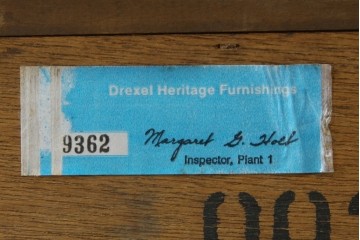 Drexel Heritage Furnishings
9362
Margaret G. Holt
Inspector, Plant 1